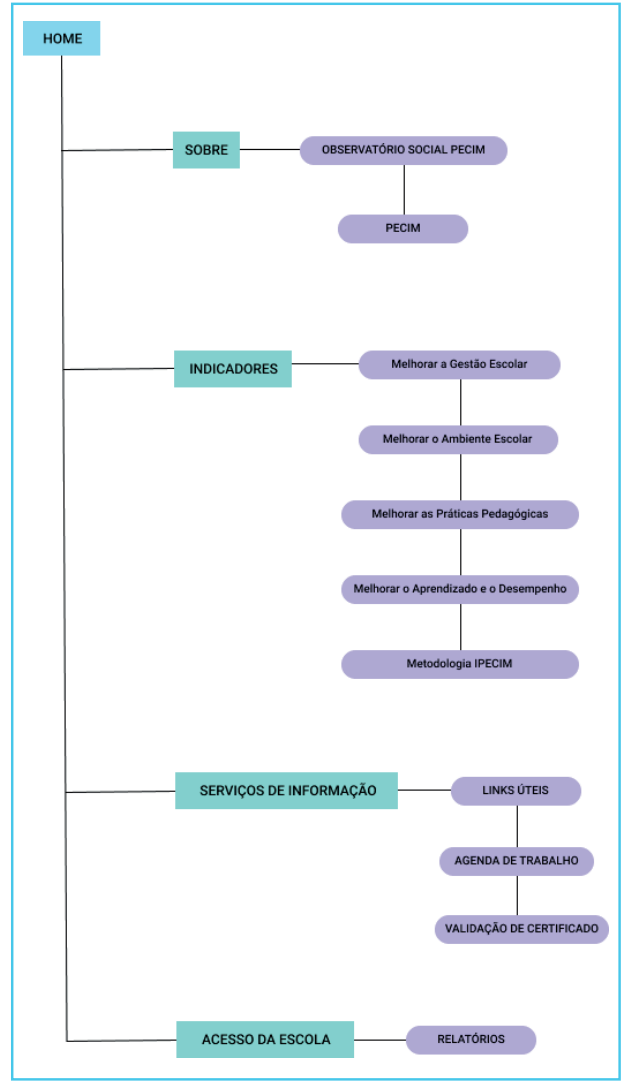 HOME
SOBRE
OBSERVATÓRIO SOCIAL PECIM
PECIM
INDICADORES
Melhorar a Gestão Escolar
Melhorar o Ambiente Escolar
Melhorar as Práticas Pedagógicas
Melhorar o Aprendizado e o Desempenho
Metodologia IPECIM
SERVIÇOS DE INFORMAÇÃO
LINKS ÚTEIS
AGENDA DE TRABALHO
VALIDAÇÃO DE CERTIFICADO
ACESSO DA ESCOLA
RELATÓRIOS